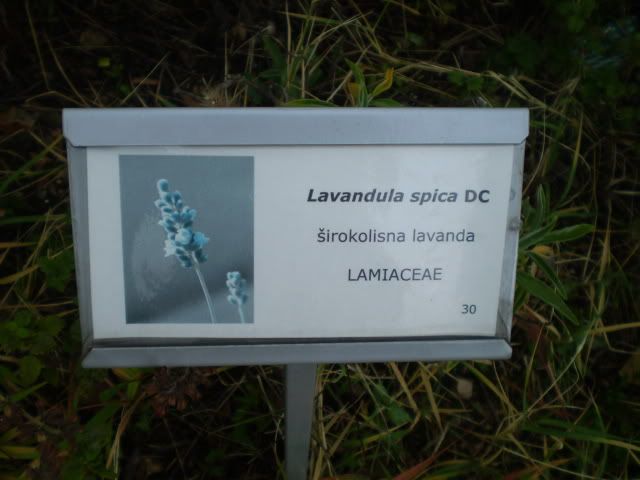 Lavandula spica DC
širokolisna lavanda
LAMIACEAE
30